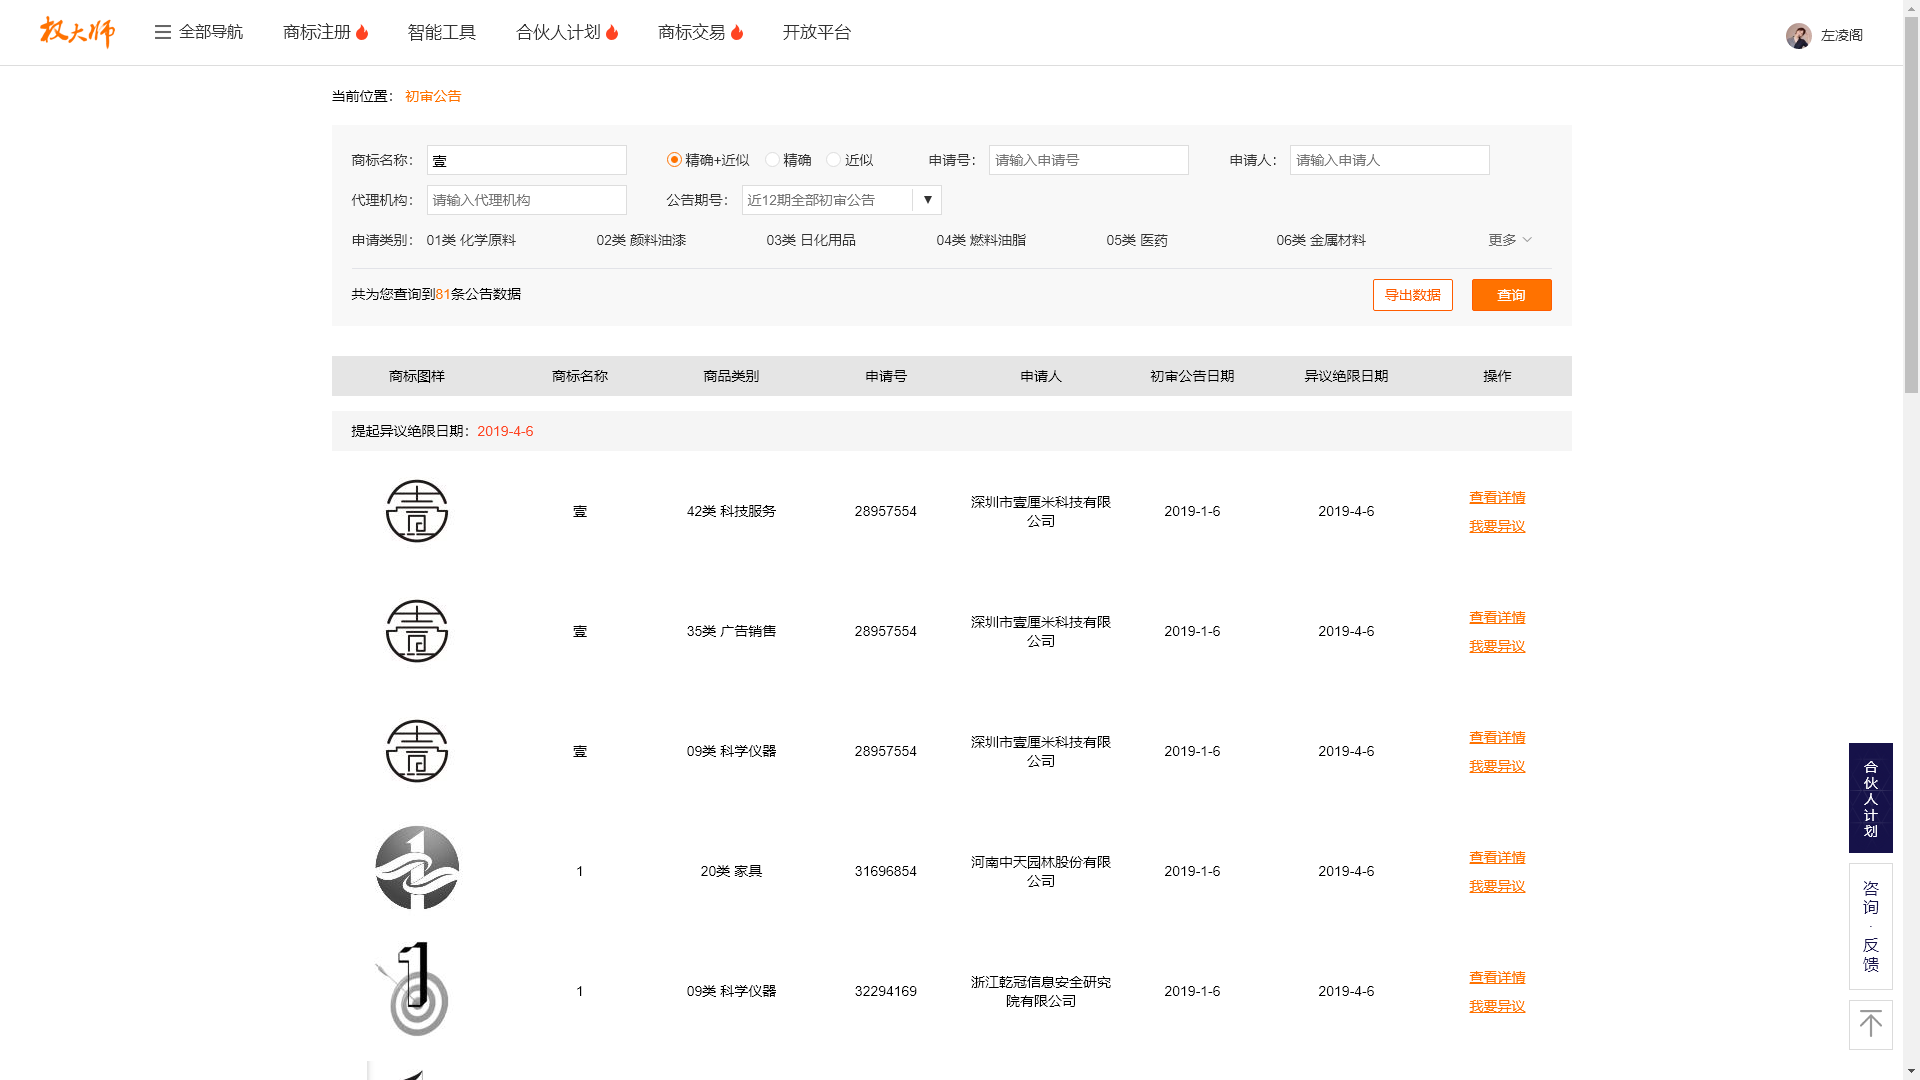 权大师 全部导航 商标注册 智能工具 合伙人计划 商标交易 开放平台 左凌阁
当前位置： 初审公告
商标名称： 壹 精确+近似 精确 近似 申请号： 请输入申请号 申请人： 请输入申请人
代理机构： 请输入代理机构 公告期号： 近12期全部初审公告 ▼
申请类别： 01类 化学原料 02类 颜料油漆 03类 日化用品 04类 燃料油脂 05类 医药 06类 金属材料 更多
共为您查询到81条公告数据 导出数据 查询
商标图样 商标名称 商品类别 申请号 申请人 初审公告日期 异议绝限日期 操作
提起异议绝限日期：2019-4-6
壹 壹 42类 科技服务 28957554 深圳市壹厘米科技有限 2019-1-6 2019-4-6 查看详情
公司 我要异议
壹 壹 35类 广告销售 28957554 深圳市壹厘米科技有限 2019-1-6 2019-4-6 查看详情
公司 我要异议
壹 壹 09类 科学仪器 28957554 深圳市壹厘米科技有限 2019-1-6 2019-4-6 查看详情
公司 我要异议
1 1 20类 家具 31696854 河南中天园林股份有限 2019-1-6 2019-4-6 查看详情
公司 我要异议
1 1 09类 科学仪器 32294169 浙江乾冠信息安全研究 2019-1-6 2019-4-6 查看详情
院有限公司 我要异议
合伙人计划
咨询·反馈